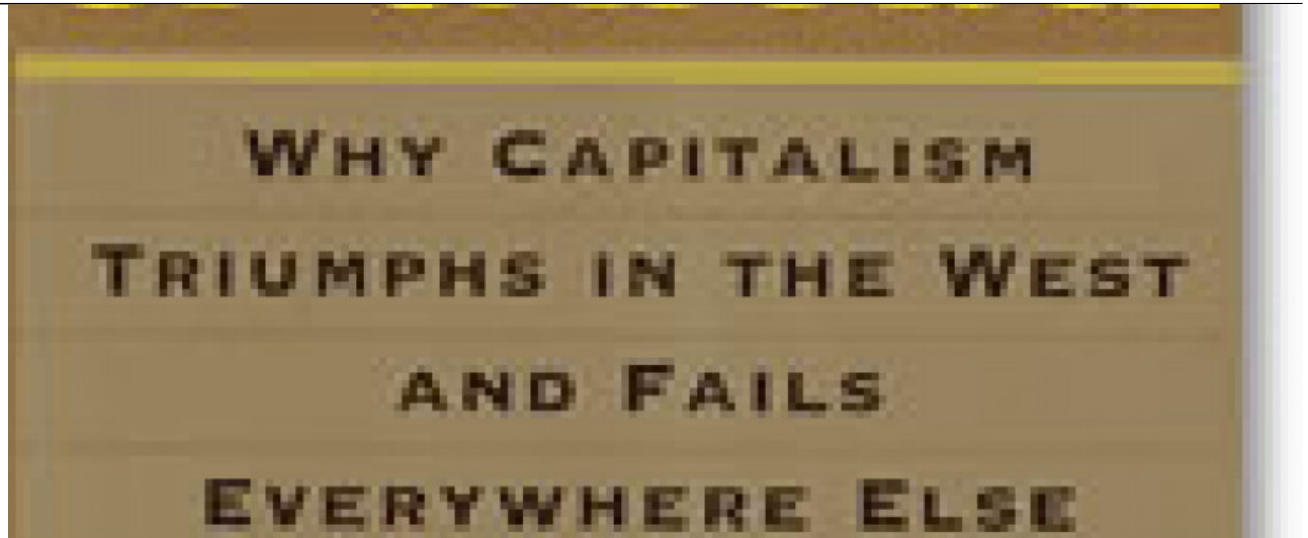 WHY CAPITALISM
TRIUMPHS IN THE WEST
AND FAILS
EVERYWHERE ELSE